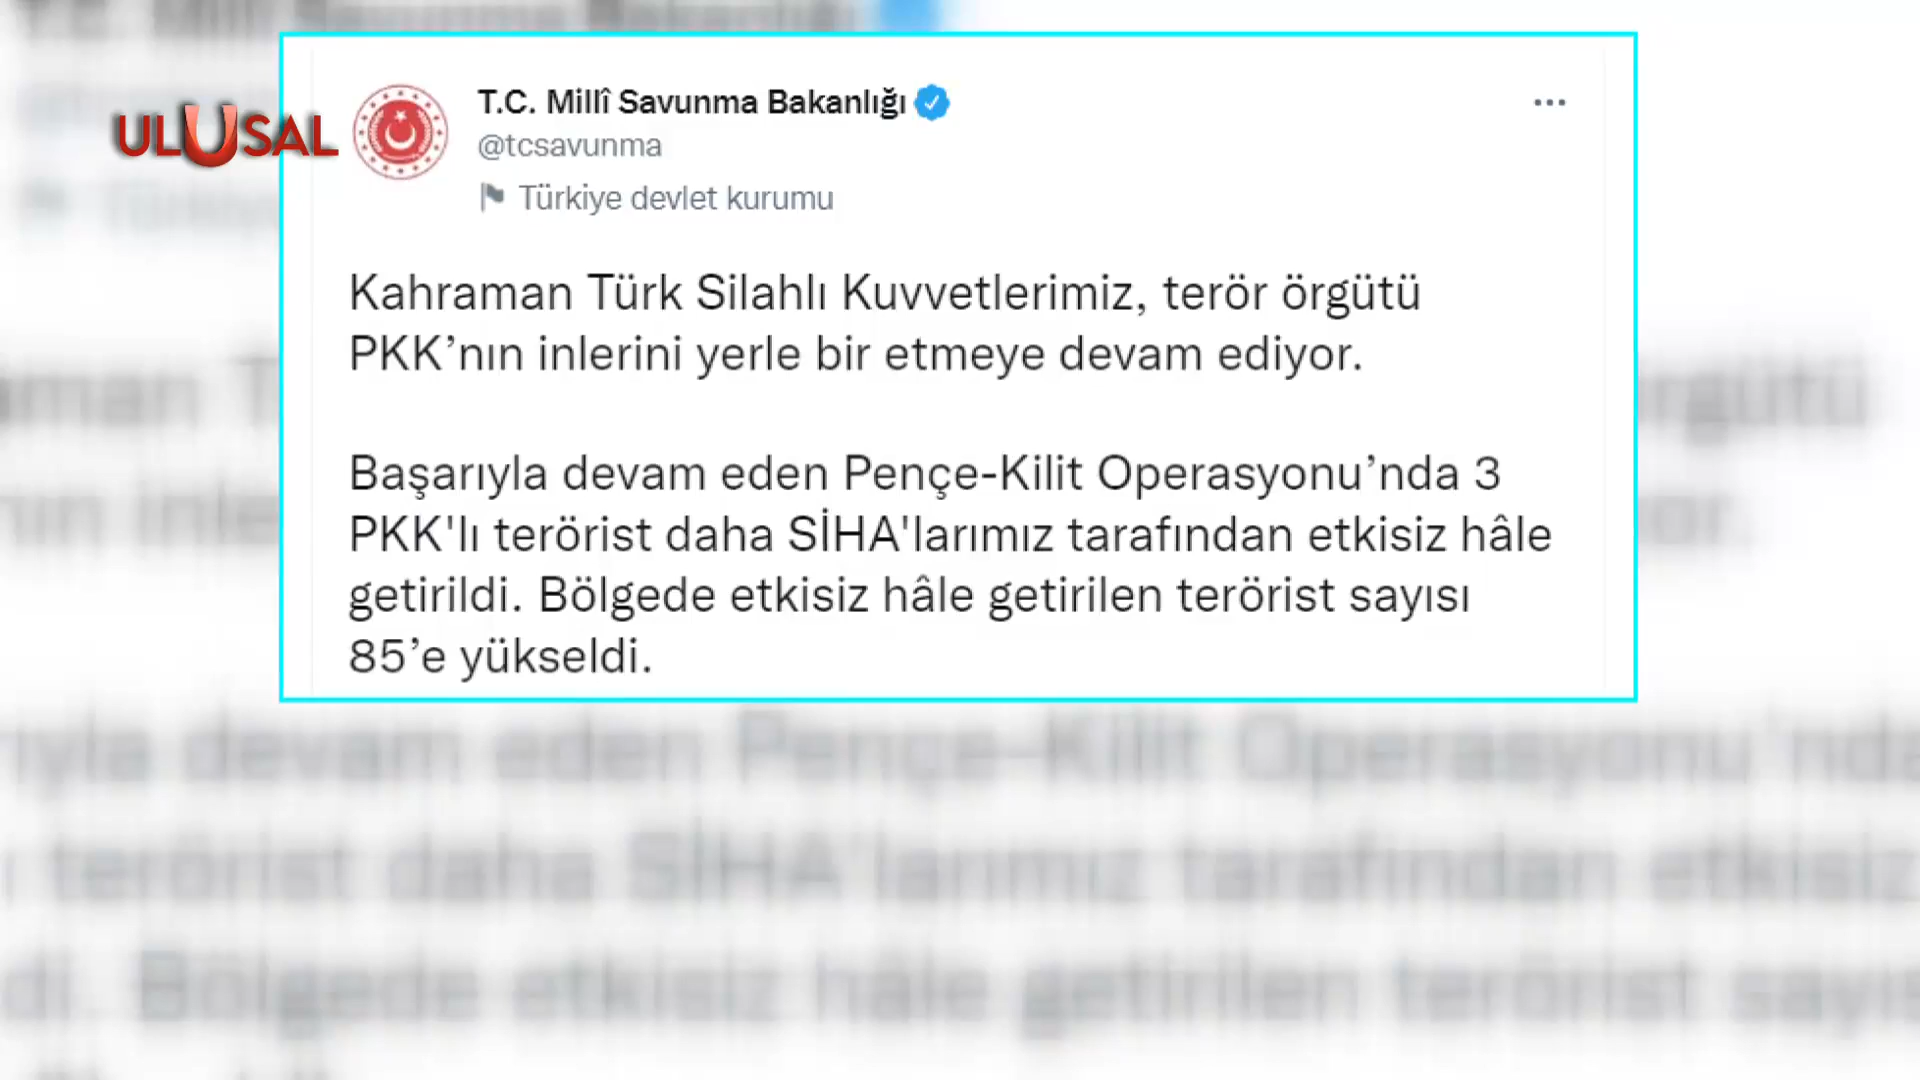 ULUSAL
T.C. Millî Savunma Bakanlığı
@tcsavunma
Türkiye devlet kurumu
Kahraman Türk Silahlı Kuvvetlerimiz, terör örgütü
PKK’nın inlerini yerle bir etmeye devam ediyor.
Başarıyla devam eden Pençe-Kilit Operasyonu’nda 3
PKK'lı terörist daha SİHA'larımız tarafından etkisiz hâle
getirildi. Bölgede etkisiz hâle getirilen terörist sayısı
85’e yükseldi.